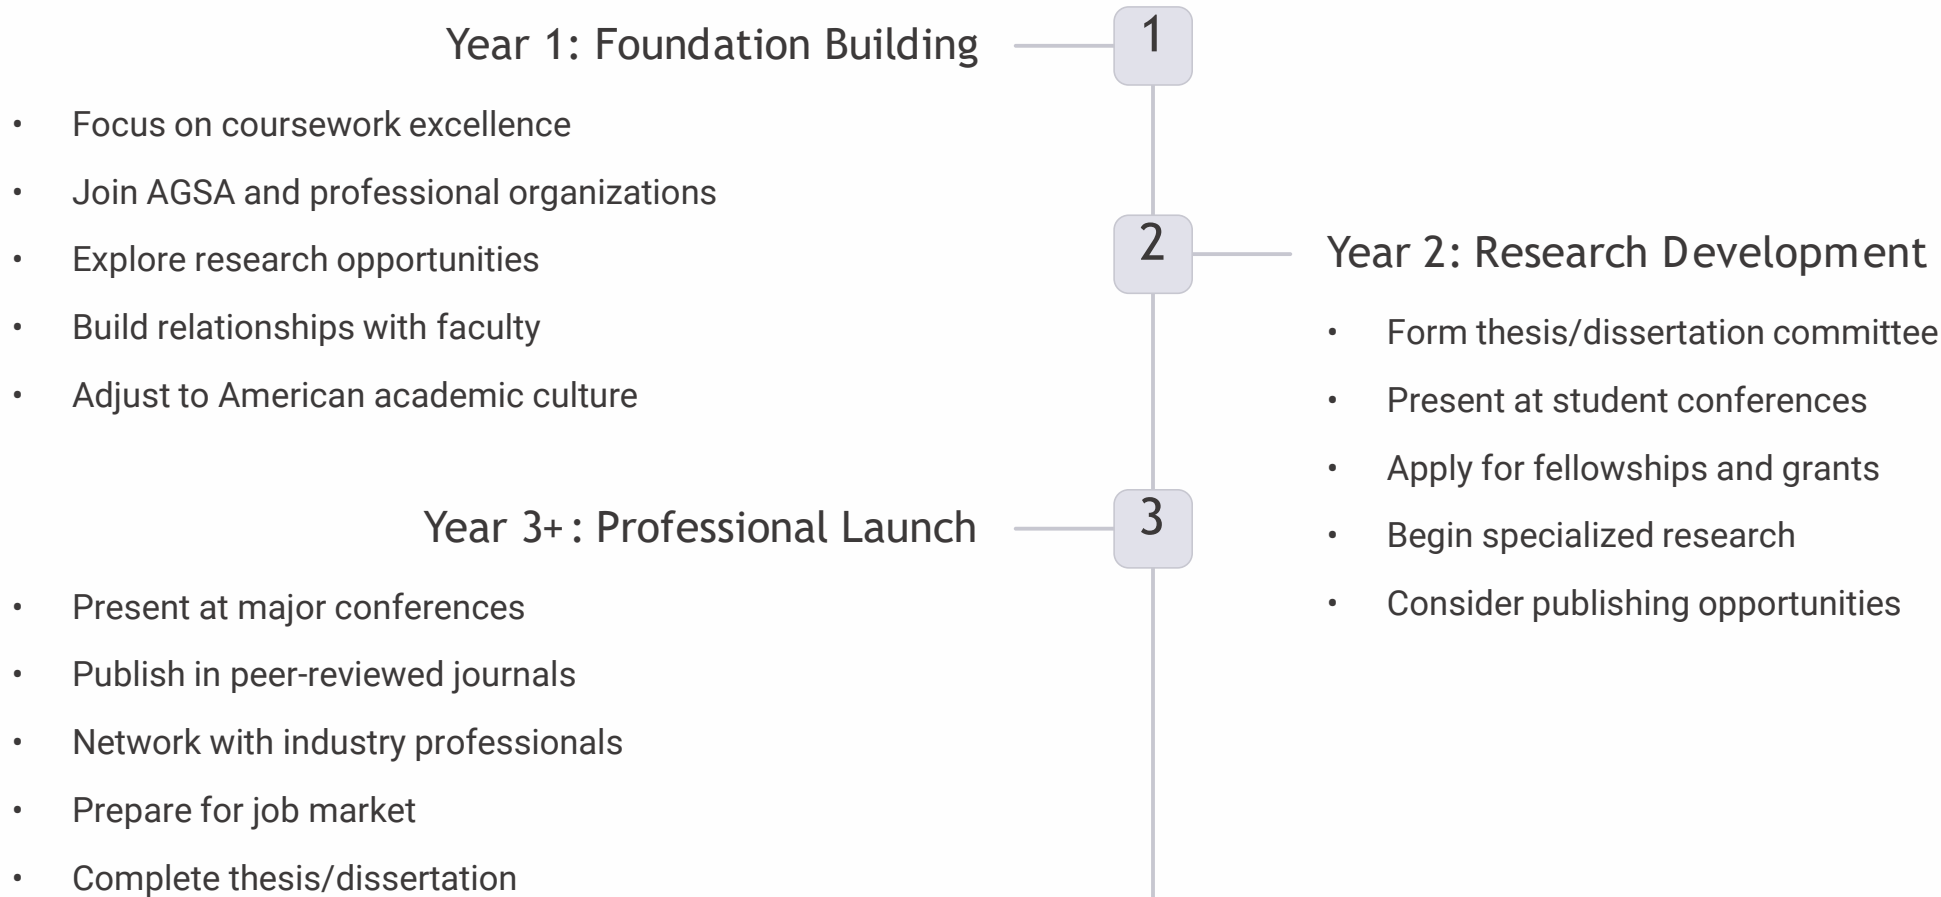 1
Year 1: Foundation Building
• Focus on coursework excellence
• Join AGSA and professional organizations
• Explore research opportunities
• Build relationships with faculty
• Adjust to American academic culture
2
Year 2: Research Development
• Form thesis/dissertation committee
• Present at student conferences
• Apply for fellowships and grants
• Begin specialized research
• Consider publishing opportunities
3
Year 3+: Professional Launch
• Present at major conferences
• Publish in peer-reviewed journals
• Network with industry professionals
• Prepare for job market
• Complete thesis/dissertation